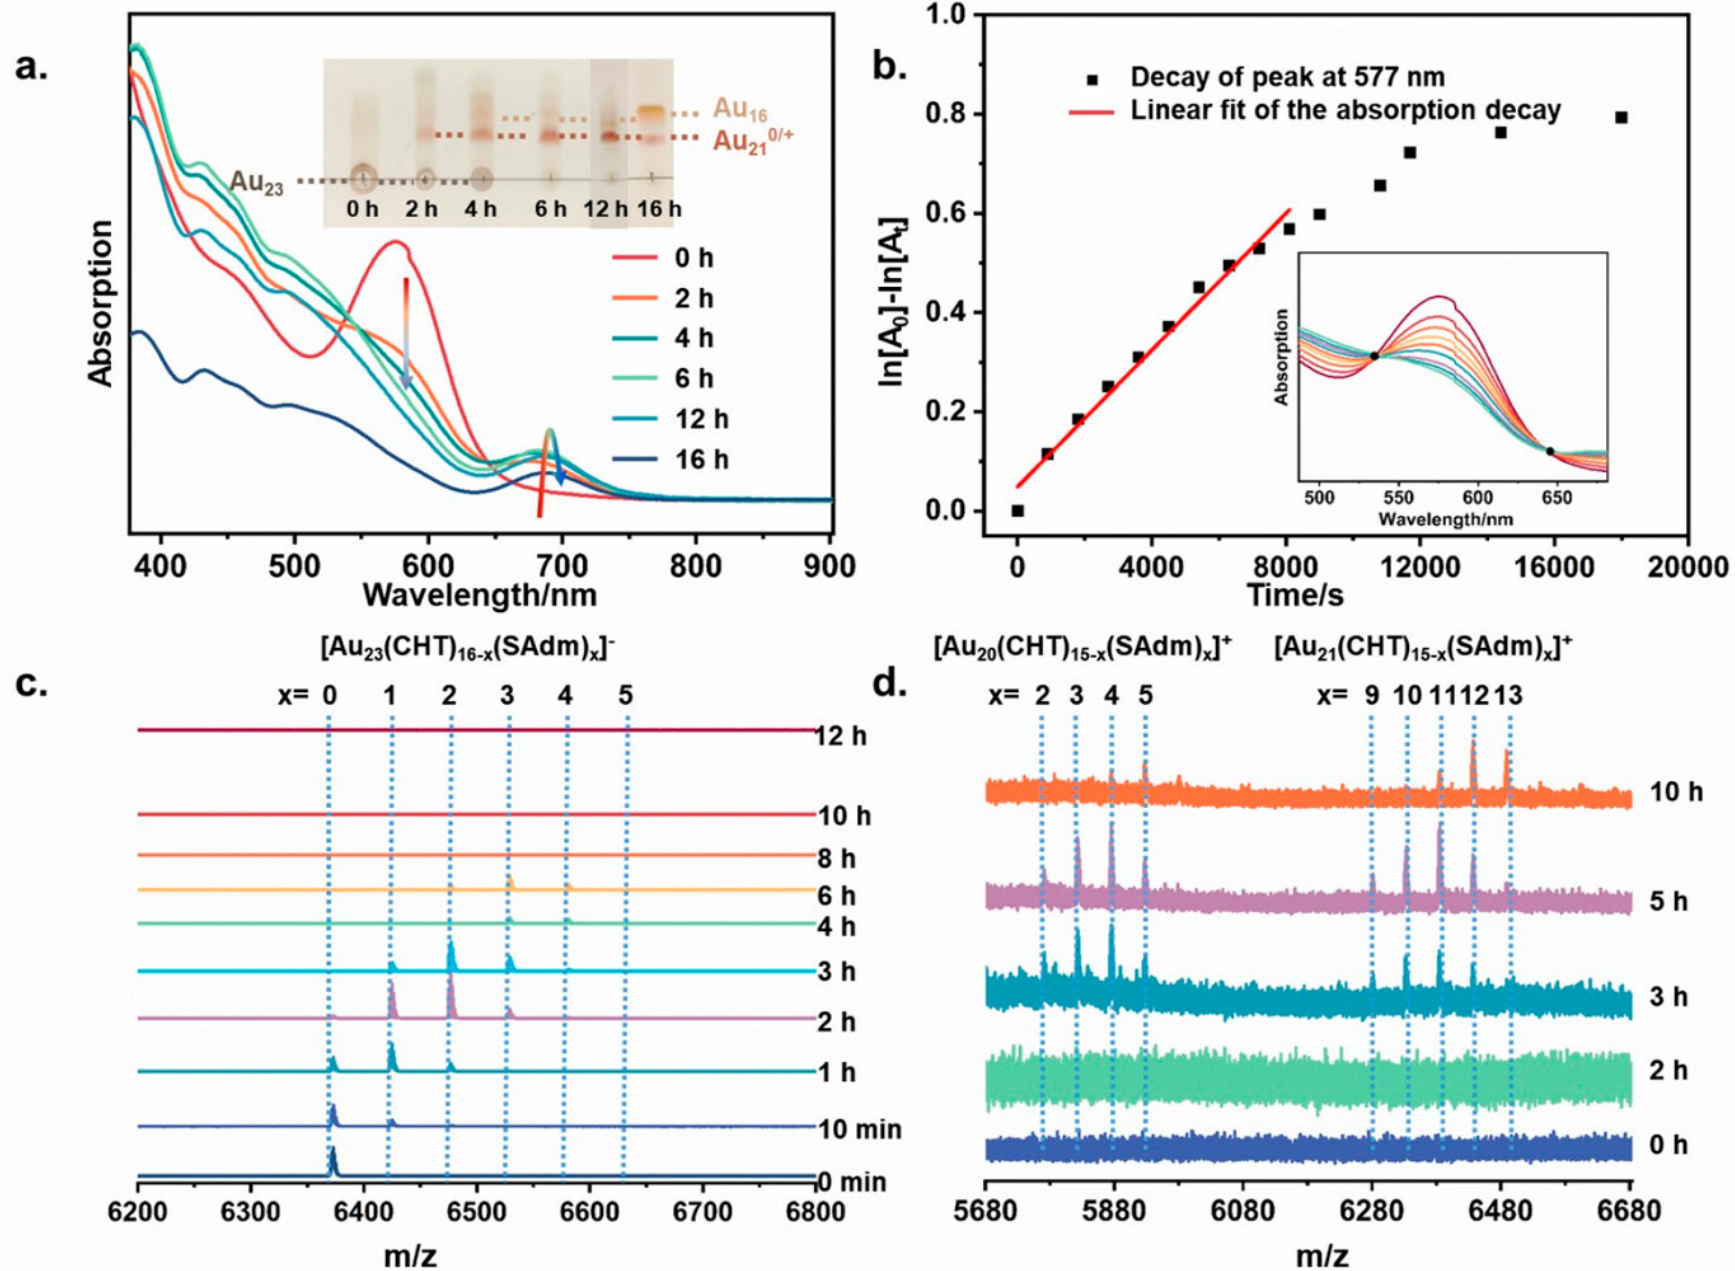 a.
Au₁₆
Au₂₁⁰/⁺
Au₂₃
0 h 2 h 4 h 6 h 12 h 16 h
0 h
2 h
4 h
6 h
12 h
16 h
Absorption
400 500 600 700 800 900
Wavelength/nm
b.
1.0
0.8
0.6
0.4
0.2
0.0
Decay of peak at 577 nm
Linear fit of the absorption decay
ln[A₀]-ln[Aₜ]
Absorption
500 550 600 650
Wavelength/nm
0 4000 8000 12000 16000 20000
Time/s
c.
[Au₂₃(CHT)₁₆₋ₓ(SAdm)ₓ]⁻
x= 0 1 2 3 4 5
12 h
10 h
8 h
6 h
4 h
3 h
2 h
1 h
10 min
0 min
6200 6300 6400 6500 6600 6700 6800
m/z
d.
[Au₂₀(CHT)₁₅₋ₓ(SAdm)ₓ]⁺ [Au₂₁(CHT)₁₅₋ₓ(SAdm)ₓ]⁺
x= 2 3 4 5 x= 9 10 11 12 13
10 h
5 h
3 h
2 h
0 h
5680 5880 6080 6280 6480 6680
m/z